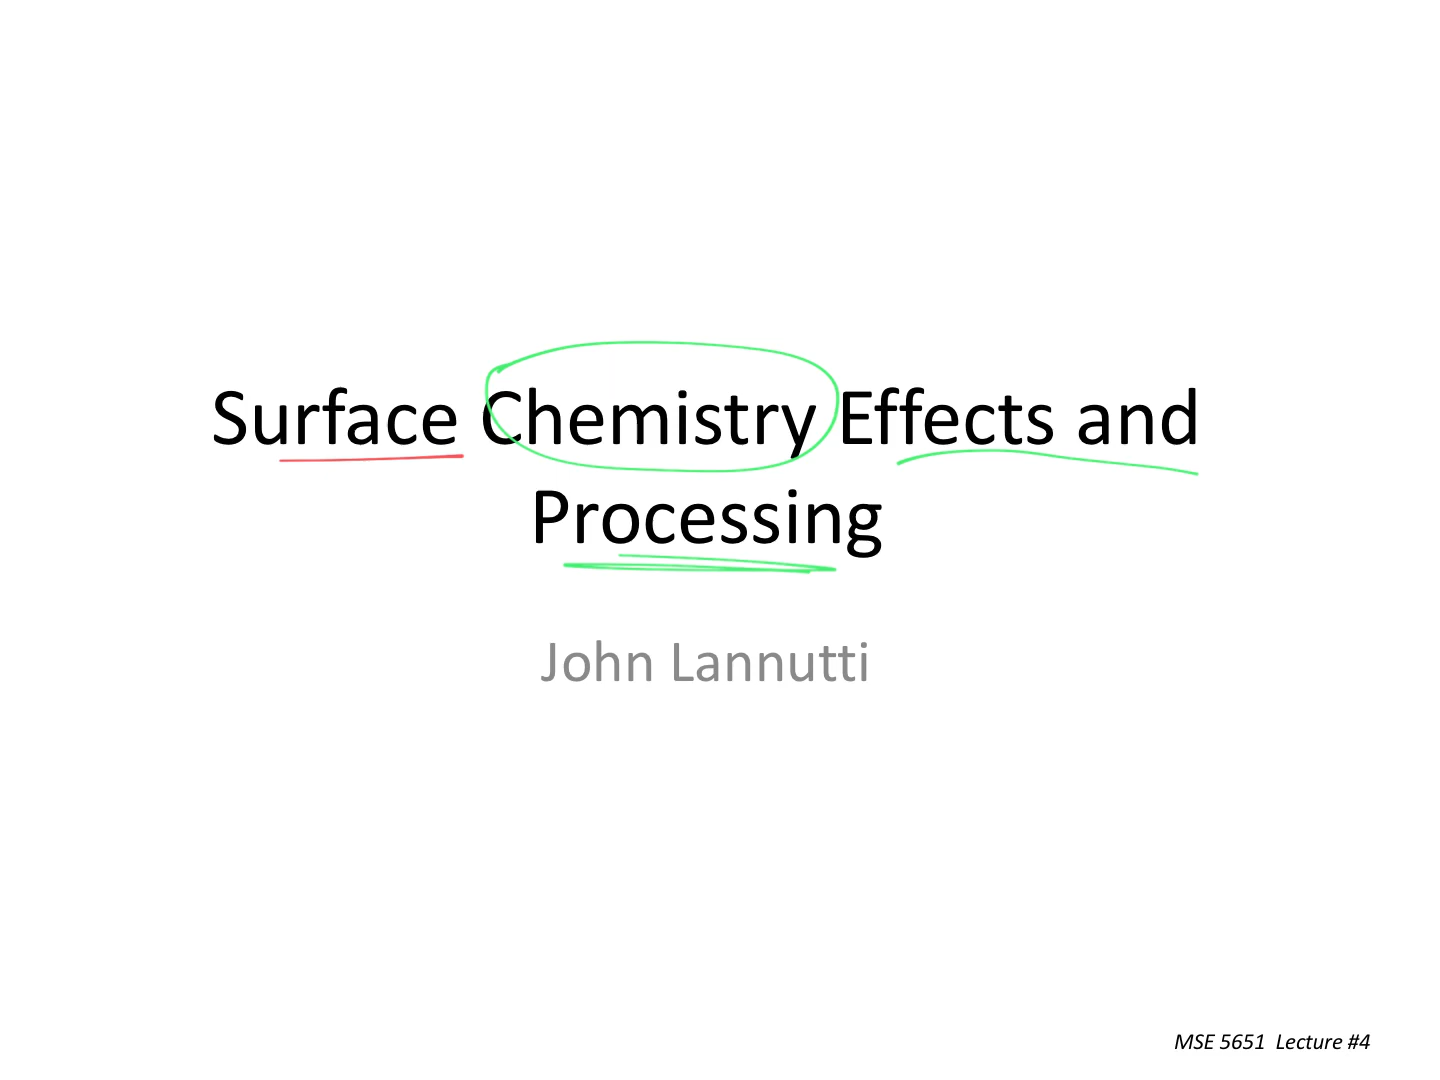 Surface Chemistry Effects and
Processing
John Lannutti
MSE 5651 Lecture #4